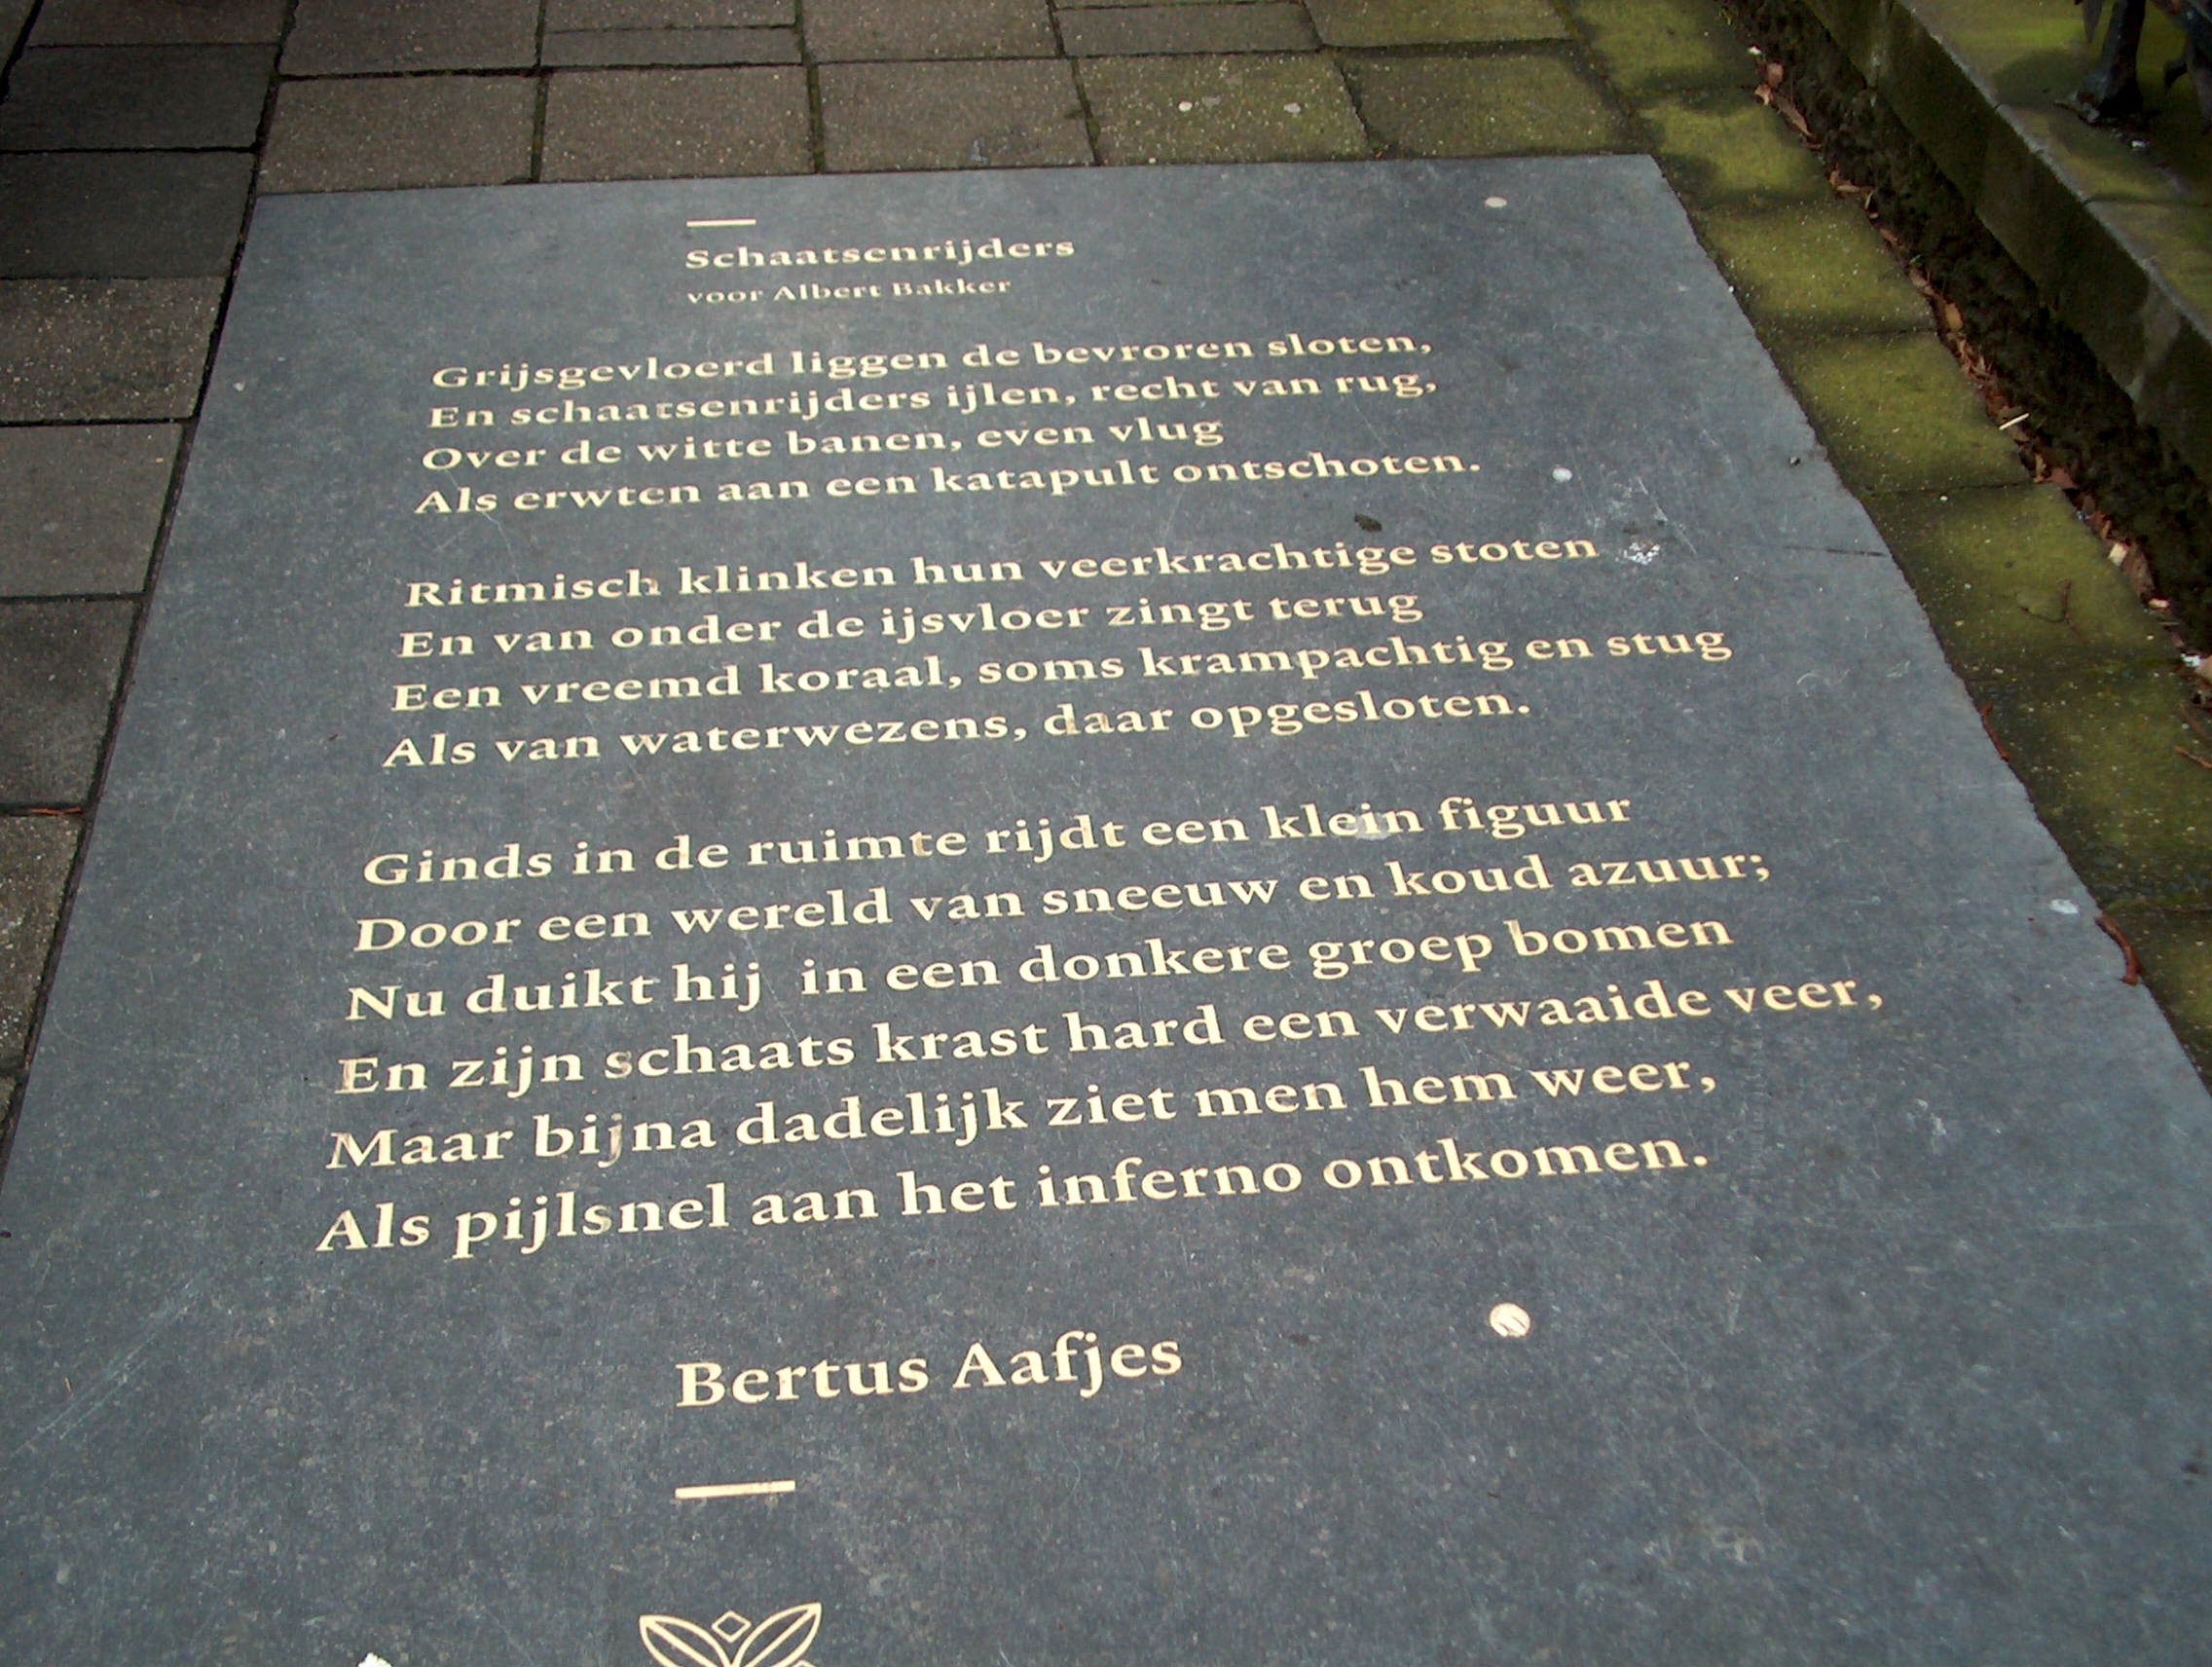 Schaatsenrijders
voor Albert Bakker
Grijsgevloerd liggen de bevroren sloten,
En schaatsenrijders ijlen, recht van rug,
Over de witte banen, even vlug
Als erwten aan een katapult ontschoten.
Ritmisch klinken hun veerkrachtige stoten
En van onder de ijsvloer zingt terug
Een vreemd koraal, soms krampachtig en stug
Als van waterwezens, daar opgesloten.
Ginds in de ruimte rijdt een klein figuur
Door een wereld van sneeuw en koud azuur;
Nu duikt hij in een donkere groep bomen
En zijn schaats krast hard een verwaaide veer,
Maar bijna dadelijk ziet men hem weer,
Als pijlsnel aan het inferno ontkomen.
Bertus Aafjes